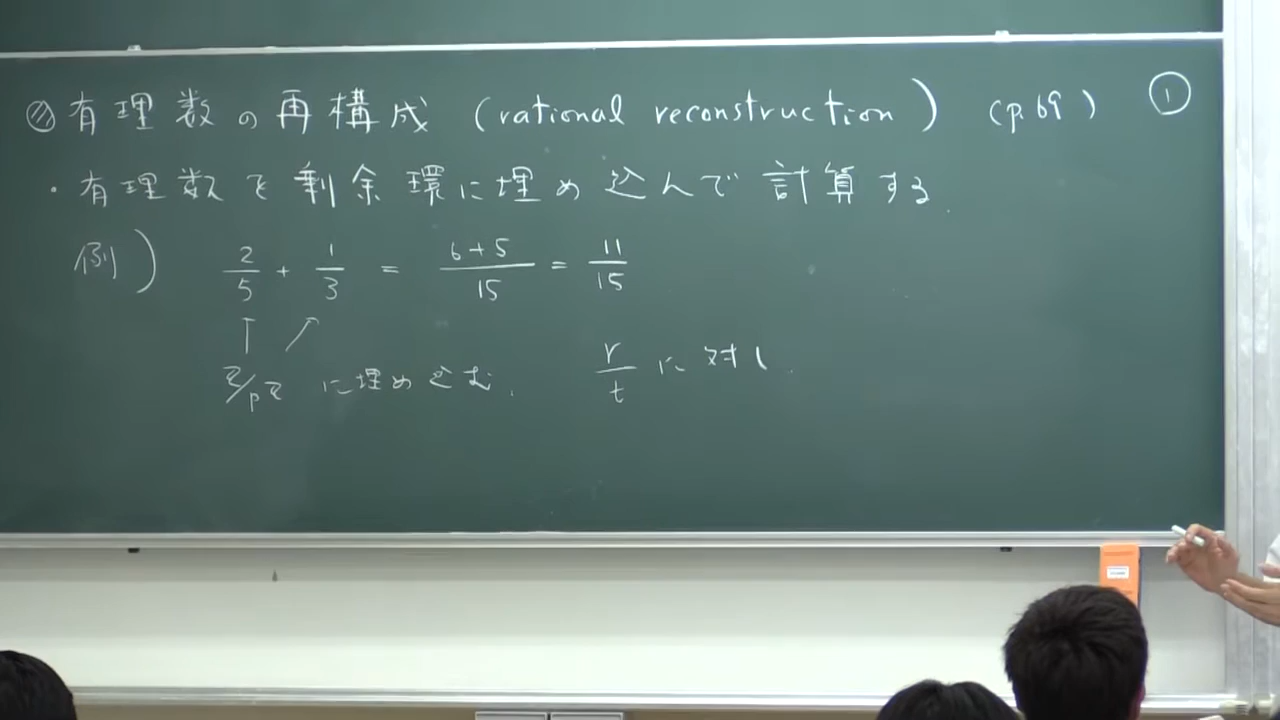 有理数の再構成 (rational reconstruction) (p.69) ①
・有理数を剰余環に埋め込んで計算する.
例) 2/5 + 1/3 = 6+5/15 = 11/15
↑ ↗
Z/pZ に埋め込む. r/t に対し.